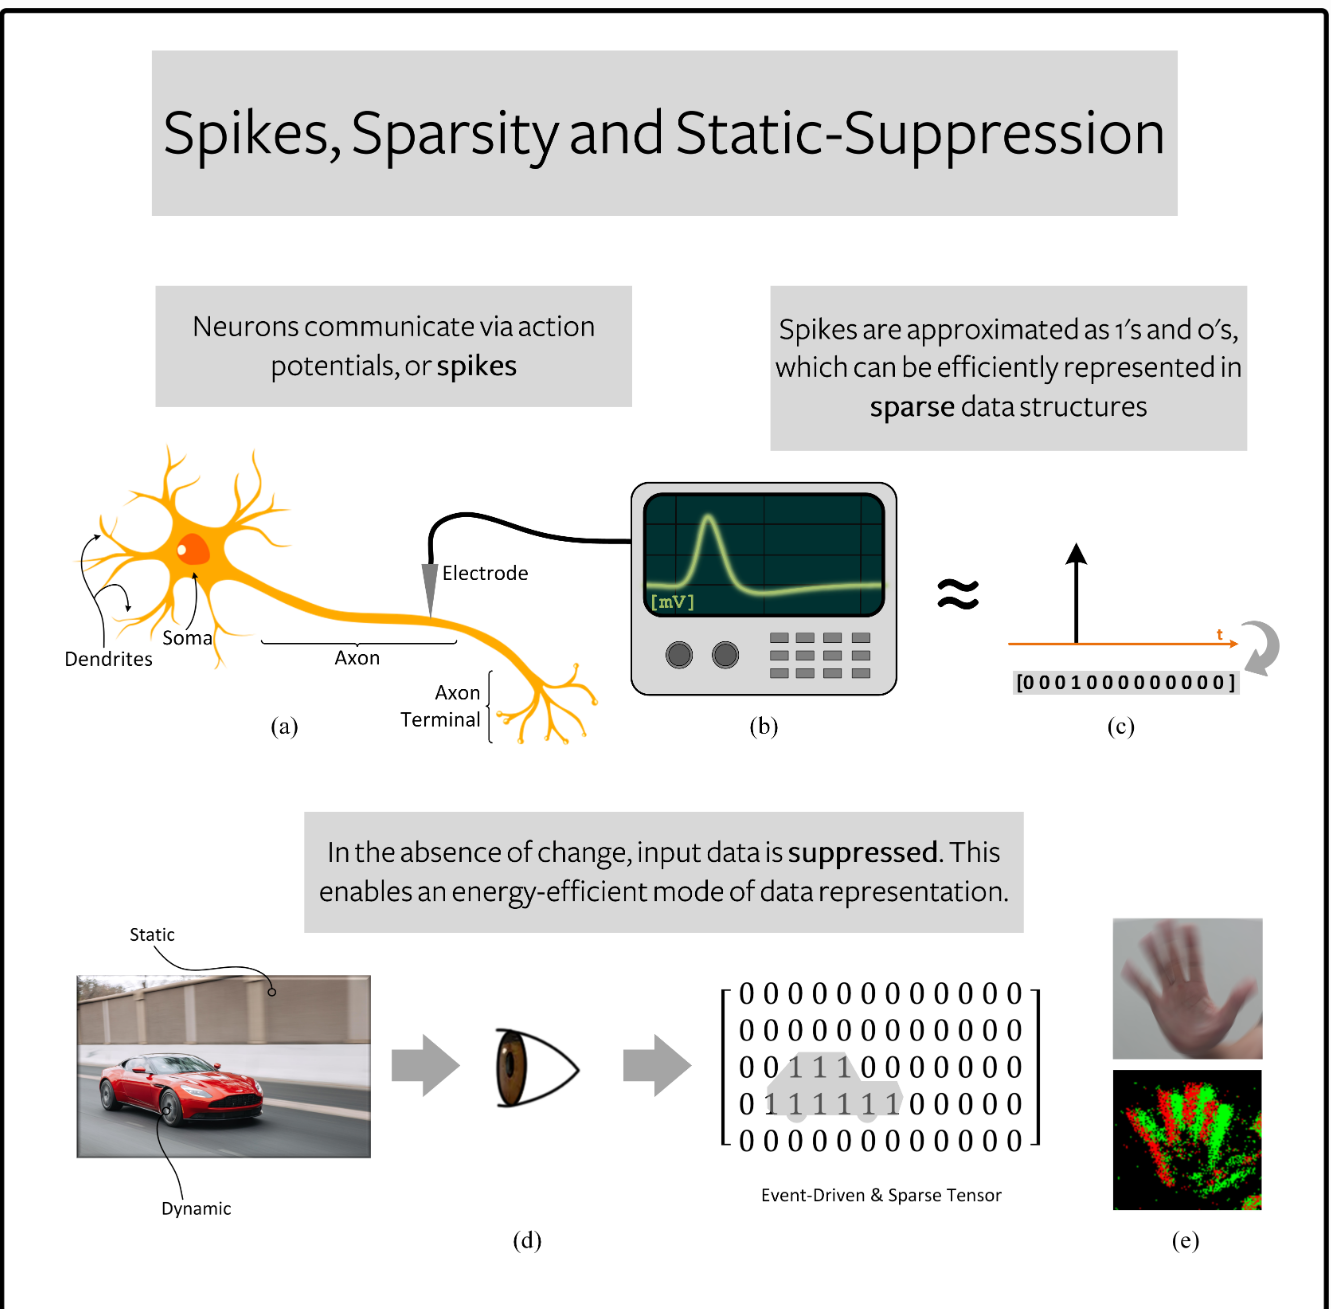 Spikes, Sparsity and Static-Suppression
Neurons communicate via action
potentials, or spikes
Spikes are approximated as 1's and 0's,
which can be efficiently represented in
sparse data structures
Electrode
[mV]
Soma
Dendrites
Axon
Axon
Terminal
t
[0 0 0 1 0 0 0 0 0 0 0 0 0 ]
(a)
(b)
(c)
In the absence of change, input data is suppressed. This
enables an energy-efficient mode of data representation.
Static
Dynamic
0 0 0 0 0 0 0 0 0 0 0 0
0 0 0 0 0 0 0 0 0 0 0 0
0 0 1 1 1 0 0 0 0 0 0 0
0 1 1 1 1 1 1 0 0 0 0 0
0 0 0 0 0 0 0 0 0 0 0 0
Event-Driven & Sparse Tensor
(d)
(e)